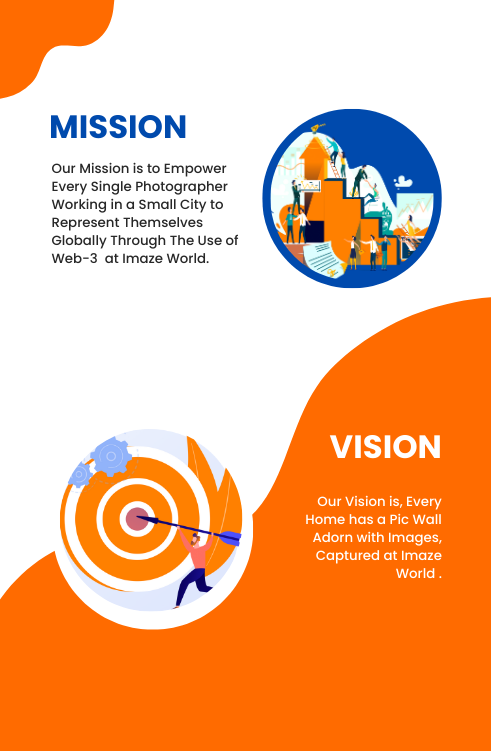 MISSION
Our Mission is to Empower
Every Single Photographer
Working in a Small City to
Represent Themselves
Globally Through The Use of
Web-3  at Imaze World.
VISION
Our Vision is, Every
Home has a Pic Wall
Adorn with Images,
Captured at Imaze
World .